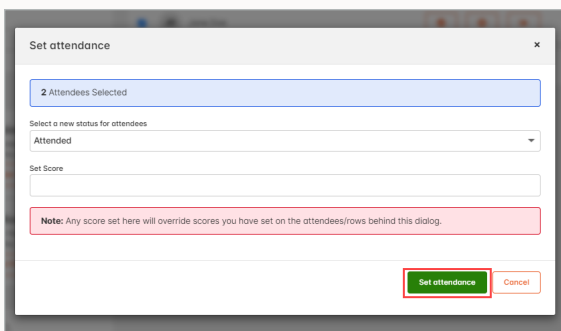 Set attendance ×
2 Attendees Selected
Select a new status for attendees
Attended
Set Score
Note: Any score set here will override scores you have set on the attendees/rows behind this dialog.
Set attendance Cancel